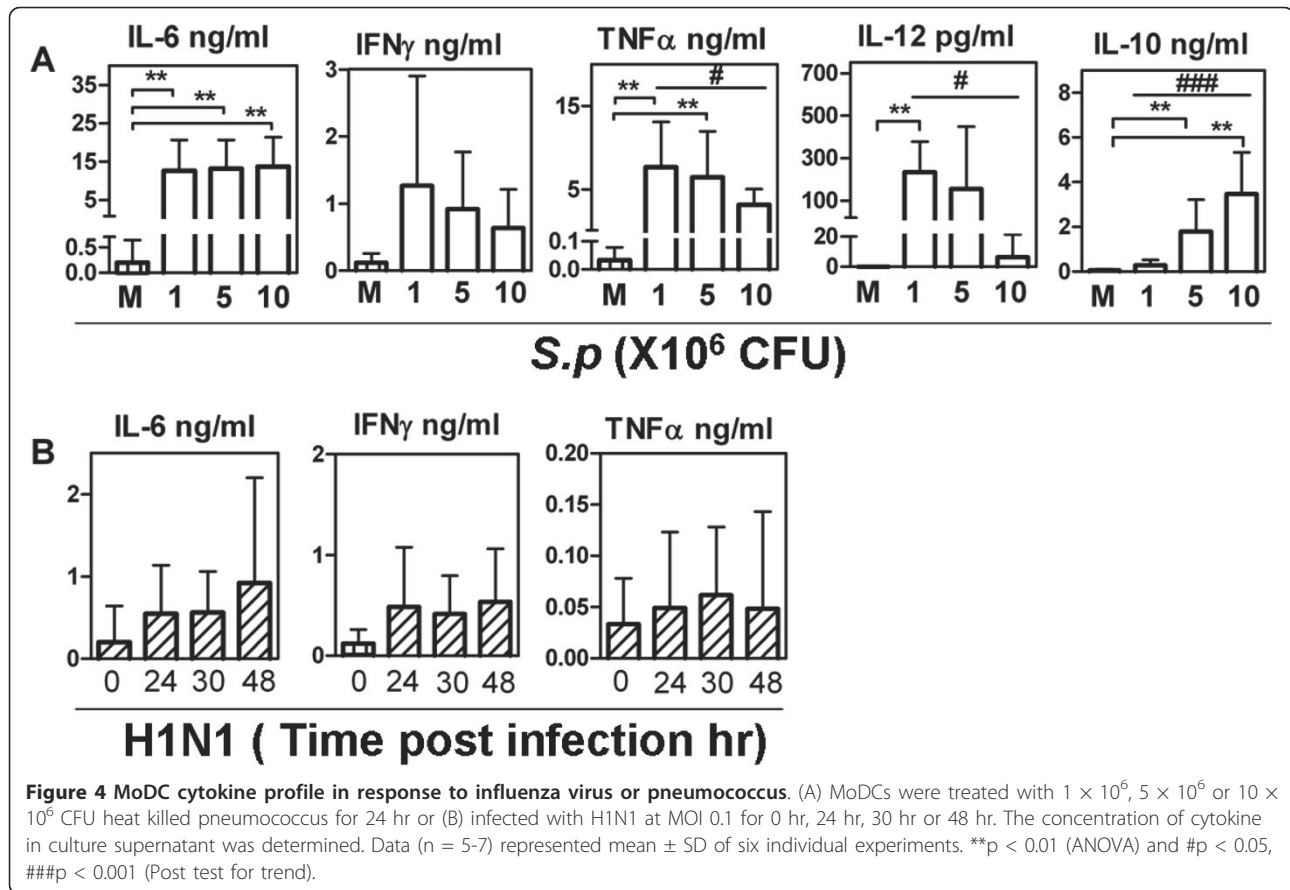 A
IL-6 ng/ml
35
25
15
5
0.5
0.0
**
**
**
M 1 5 10
IFNγ ng/ml
3
2
1
0
M 1 5 10
TNFα ng/ml
15
5
0.1
0.0
**
**
#
M 1 5 10
IL-12 pg/ml
700
500
300
100
20
0
**
#
M 1 5 10
IL-10 ng/ml
8
6
4
2
0
###
**
**
M 1 5 10
S.p (X10⁶ CFU)
B
IL-6 ng/ml
2
1
0
0 24 30 48
IFNγ ng/ml
2
1
0
0 24 30 48
TNFα ng/ml
0.20
0.15
0.10
0.05
0.00
0 24 30 48
H1N1 ( Time post infection hr)
Figure 4 MoDC cytokine profile in response to influenza virus or pneumococcus. (A) MoDCs were treated with 1 × 10⁶, 5 × 10⁶ or 10 ×
10⁶ CFU heat killed pneumococcus for 24 hr or (B) infected with H1N1 at MOI 0.1 for 0 hr, 24 hr, 30 hr or 48 hr. The concentration of cytokine
in culture supernatant was determined. Data (n = 5-7) represented mean ± SD of six individual experiments. **p < 0.01 (ANOVA) and #p < 0.05,
###p < 0.001 (Post test for trend).